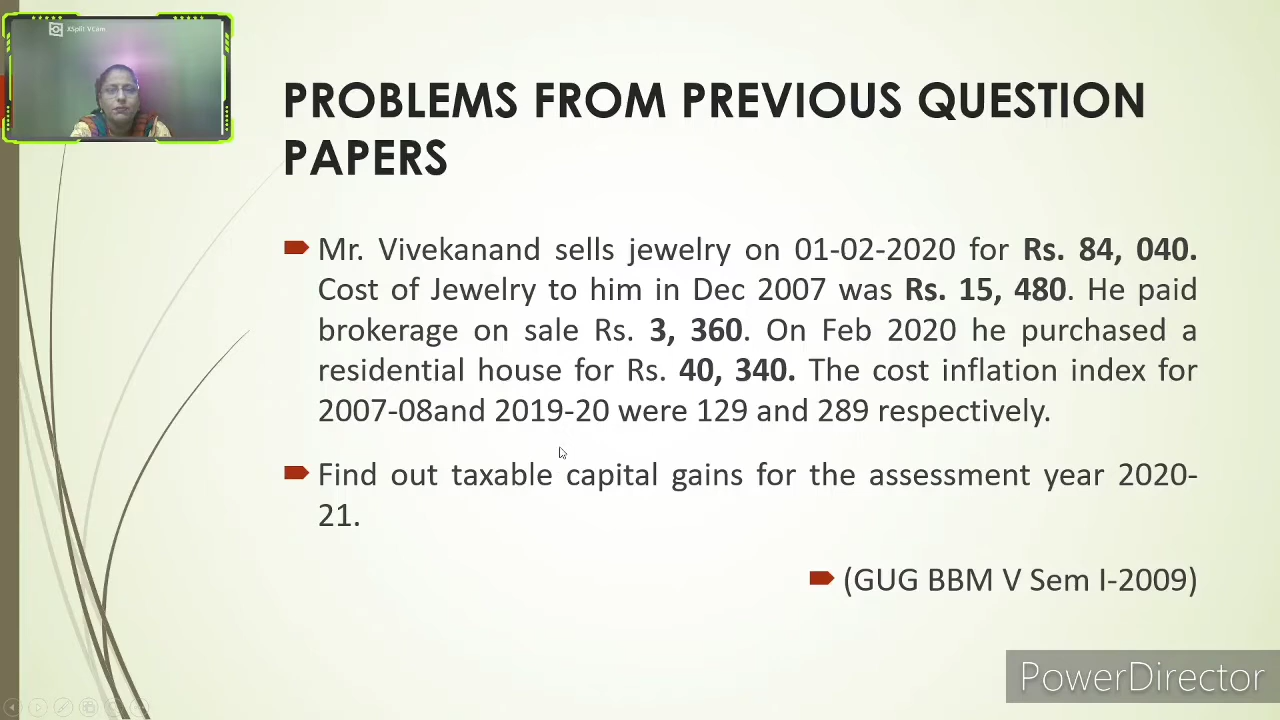 XSplit VCam
PROBLEMS FROM PREVIOUS QUESTION
PAPERS
Mr. Vivekanand sells jewelry on 01-02-2020 for Rs. 84, 040.
Cost of Jewelry to him in Dec 2007 was Rs. 15, 480. He paid
brokerage on sale Rs. 3, 360. On Feb 2020 he purchased a
residential house for Rs. 40, 340. The cost inflation index for
2007-08and 2019-20 were 129 and 289 respectively.
Find out taxable capital gains for the assessment year 2020-
21.
(GUG BBM V Sem I-2009)
PowerDirector